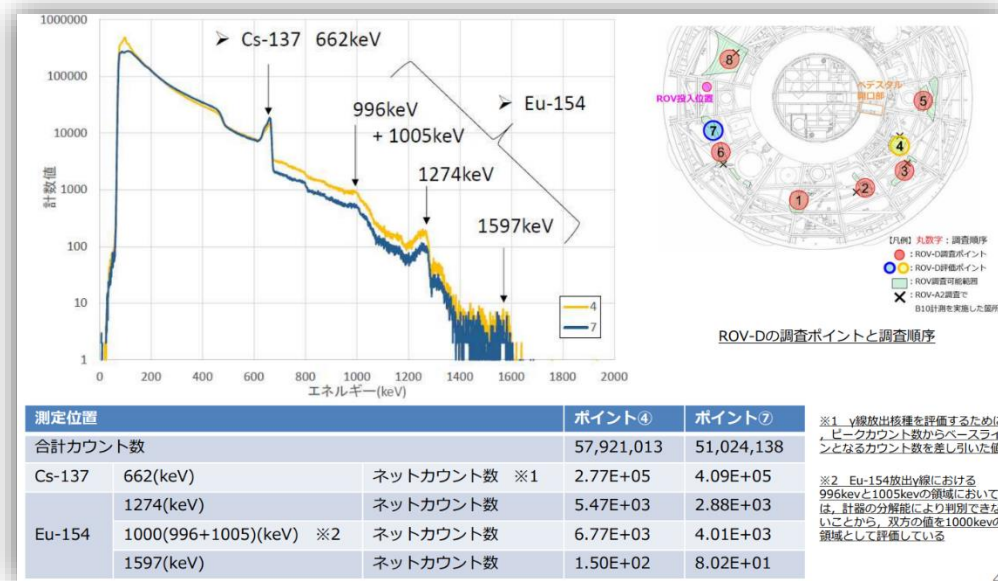 1000000
100000
10000
1000
100
10
1
計数値
➤ Cs-137 662keV
996keV
+ 1005keV
➤ Eu-154
1274keV
1597keV
4
7
0 200 400 600 800 1000 1200 1400 1600 1800 2000
エネルギー(keV)
8
ROV投入位置
ペデスタル
開口部
5
7
6
4
3
2
1
【凡例】丸数字：調査順序
：ROV-D調査ポイント
：ROV-D評価ポイント
：ROV調査可能範囲
：ROV-A2調査で
B10計測を実施した箇所
ROV-Dの調査ポイントと調査順序
測定位置 ポイント④ ポイント⑦
合計カウント数 57,921,013 51,024,138
Cs-137 662(keV) ネットカウント数 ※1 2.77E+05 4.09E+05
Eu-154 1274(keV) ネットカウント数 5.47E+03 2.88E+03
1000(996+1005)(keV) ※2 6.77E+03 4.01E+03
1597(keV) 1.50E+02 8.02E+01
※1 γ線放出核種を評価するために
，ピークカウント数からベースライ
ンとなるカウント数を差し引いた値
※2 Eu-154放出γ線における
996kevと1005kevの領域において
は，計器の分解能により判別できな
いことから，双方の値を1000kevの
領域として評価している